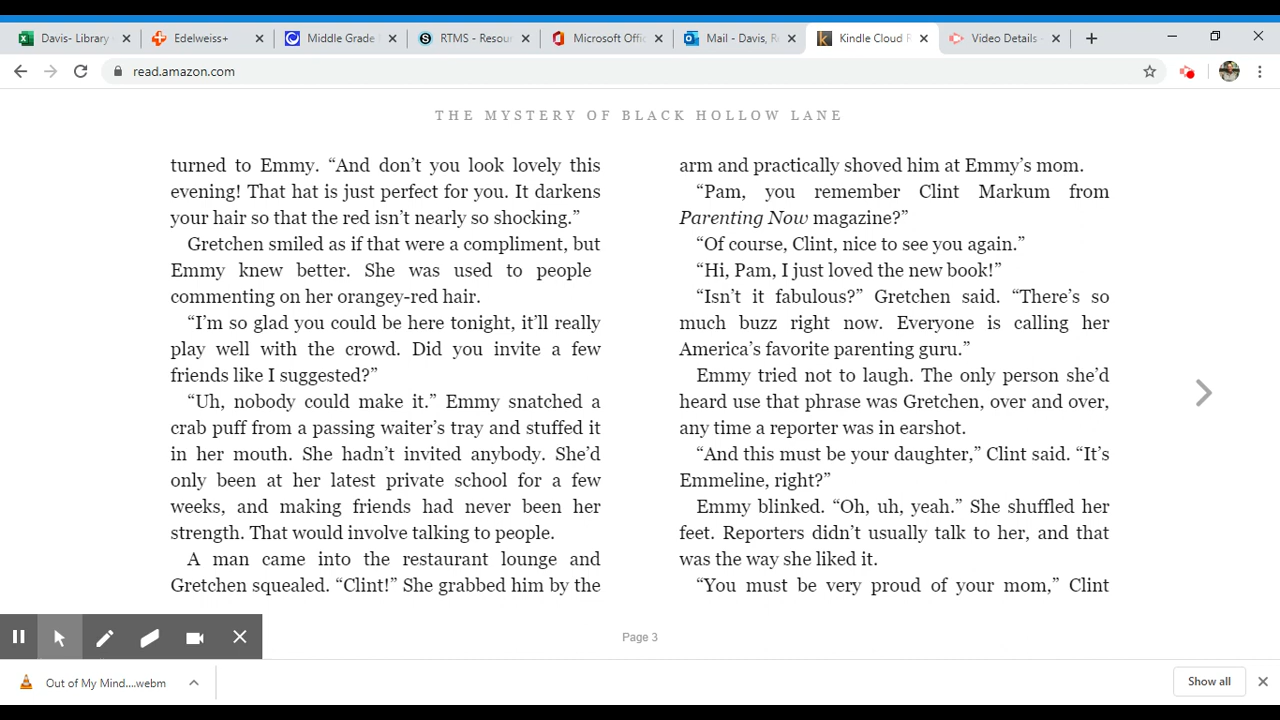 Davis- Library
Edelweiss+
Middle Grade
RTMS - Resou
Microsoft Offi
Mail - Davis, R
Kindle Cloud R
Video Details -
read.amazon.com
THE MYSTERY OF BLACK HOLLOW LANE
turned to Emmy. “And don’t you look lovely this
evening! That hat is just perfect for you. It darkens
your hair so that the red isn’t nearly so shocking.”
Gretchen smiled as if that were a compliment, but
Emmy knew better. She was used to people
commenting on her orangey-red hair.
“I’m so glad you could be here tonight, it’ll really
play well with the crowd. Did you invite a few
friends like I suggested?”
“Uh, nobody could make it.” Emmy snatched a
crab puff from a passing waiter’s tray and stuffed it
in her mouth. She hadn’t invited anybody. She’d
only been at her latest private school for a few
weeks, and making friends had never been her
strength. That would involve talking to people.
A man came into the restaurant lounge and
Gretchen squealed. “Clint!” She grabbed him by the
arm and practically shoved him at Emmy’s mom.
“Pam, you remember Clint Markum from
Parenting Now magazine?”
“Of course, Clint, nice to see you again.”
“Hi, Pam, I just loved the new book!”
“Isn’t it fabulous?” Gretchen said. “There’s so
much buzz right now. Everyone is calling her
America’s favorite parenting guru.”
Emmy tried not to laugh. The only person she’d
heard use that phrase was Gretchen, over and over,
any time a reporter was in earshot.
“And this must be your daughter,” Clint said. “It’s
Emmeline, right?”
Emmy blinked. “Oh, uh, yeah.” She shuffled her
feet. Reporters didn’t usually talk to her, and that
was the way she liked it.
“You must be very proud of your mom,” Clint
Page 3
Out of My Mind....webm
Show all